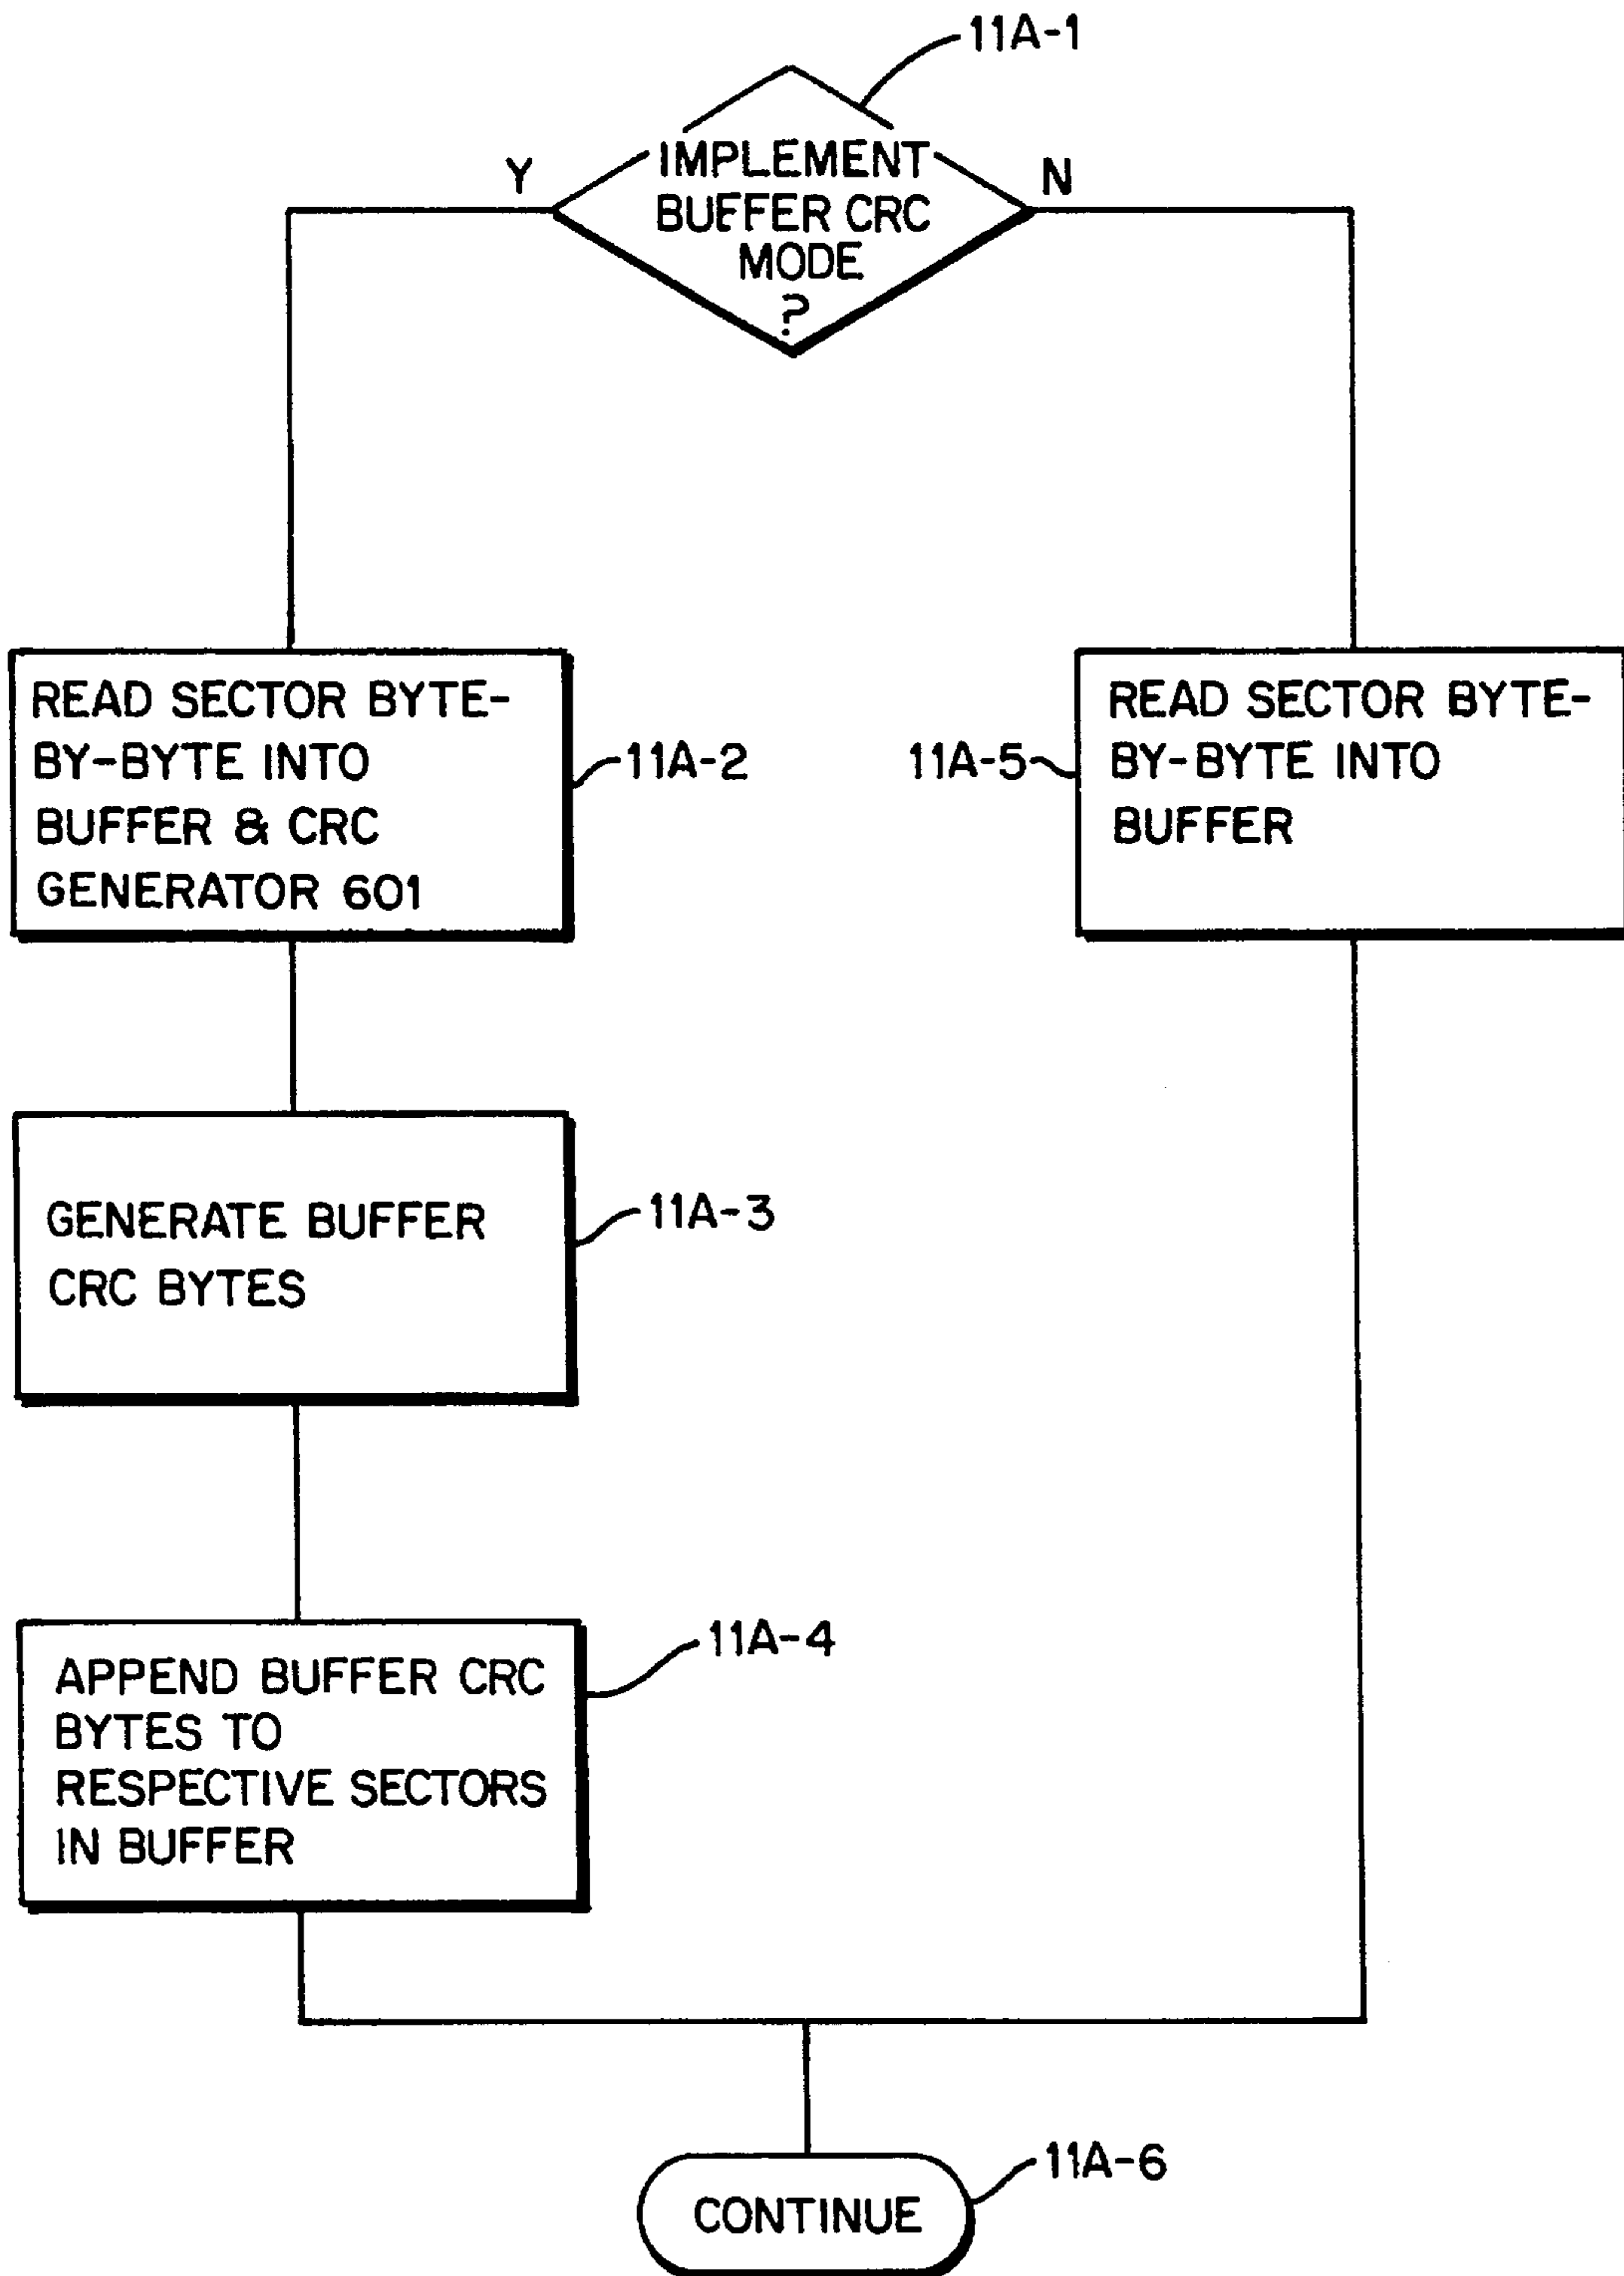 11A-1
IMPLEMENT
BUFFER CRC
MODE
?
Y
N
READ SECTOR BYTE-
BY-BYTE INTO
BUFFER & CRC
GENERATOR 601
11A-2
11A-5
READ SECTOR BYTE-
BY-BYTE INTO
BUFFER
GENERATE BUFFER
CRC BYTES
11A-3
APPEND BUFFER CRC
BYTES TO
RESPECTIVE SECTORS
IN BUFFER
11A-4
CONTINUE
11A-6